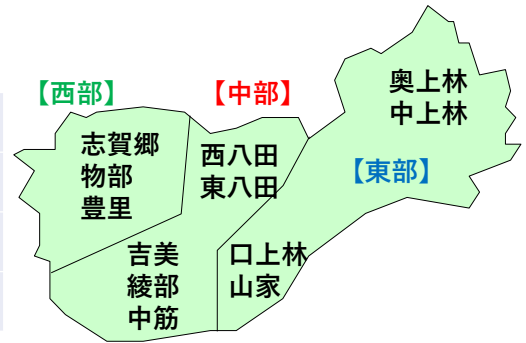 【西部】
志賀郷
物部
豊里
【中部】
西八田
東八田
吉美
綾部
中筋
奥上林
中上林
【東部】
口上林
山家